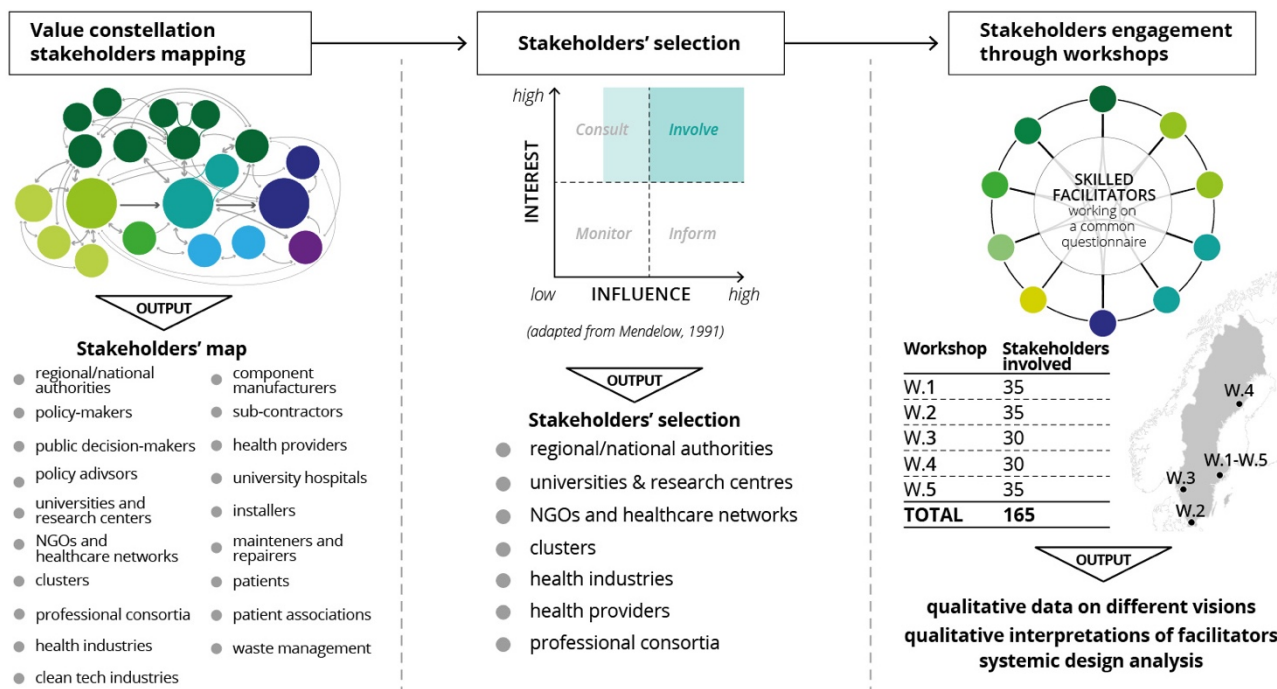 Value constellation
stakeholders mapping
OUTPUT
Stakeholders' map
regional/national
authorities
policy-makers
public decision-makers
policy adivsors
universities and
research centers
NGOs and
healthcare networks
clusters
professional consortia
health industries
clean tech industries
component
manufacturers
sub-contractors
health providers
university hospitals
installers
mainteners and
repairers
patients
patient associations
waste management
Stakeholders' selection
high
Consult
Involve
INTEREST
Monitor
Inform
low
INFLUENCE
high
(adapted from Mendelow, 1991)
OUTPUT
Stakeholders' selection
regional/national authorities
universities & research centres
NGOs and healthcare networks
clusters
health industries
health providers
professional consortia
Stakeholders engagement
through workshops
SKILLED
FACILITATORS
working on
a common
questionnaire
Workshop Stakeholders
involved
W.1 35
W.2 35
W.3 30
W.4 30
W.5 35
TOTAL 165
W.4
W.1-W.5
W.3
W.2
OUTPUT
qualitative data on different visions
qualitative interpretations of facilitators
systemic design analysis